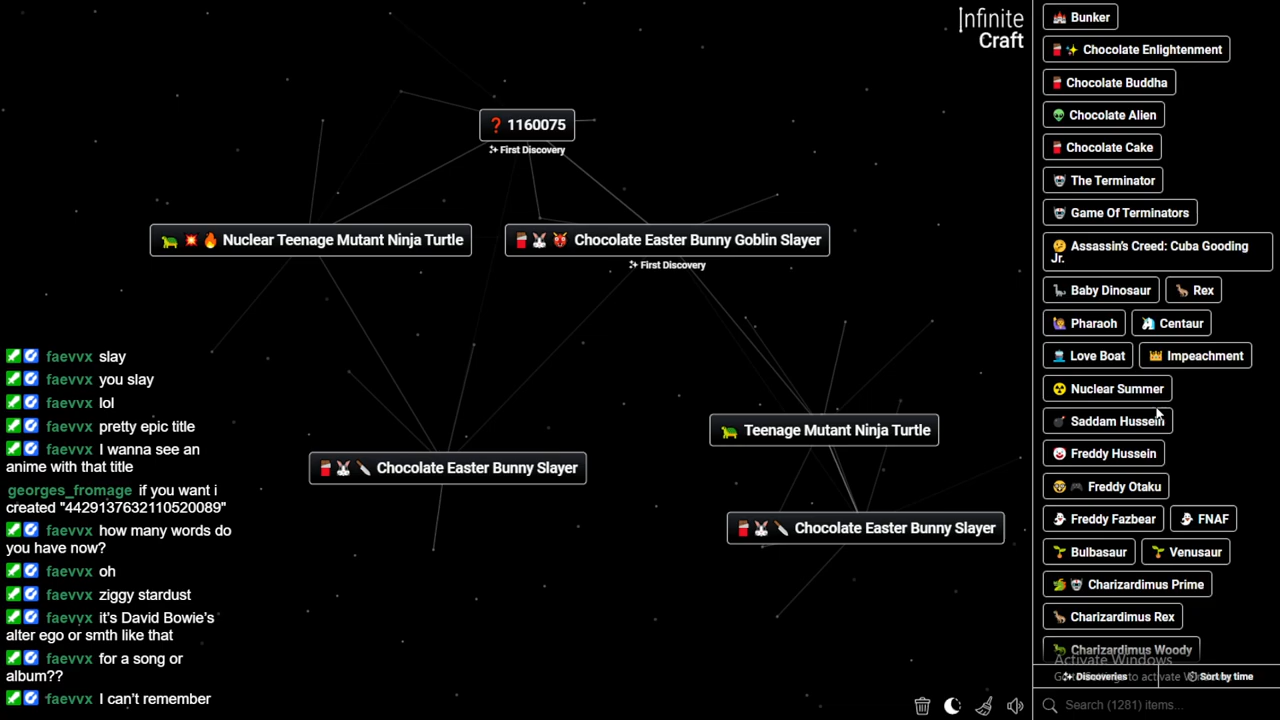 Infinite
Craft
1160075
First Discovery
Nuclear Teenage Mutant Ninja Turtle
Chocolate Easter Bunny Goblin Slayer
First Discovery
Teenage Mutant Ninja Turtle
Chocolate Easter Bunny Slayer
Chocolate Easter Bunny Slayer
faevvx slay
faevvx you slay
faevvx lol
faevvx pretty epic title
faevvx I wanna see an
anime with that title
georges_fromage if you want i
created "4429137632110520089"
faevvx how many words do
you have now?
faevvx oh
faevvx ziggy stardust
faevvx it's David Bowie's
alter ego or smth like that
faevvx for a song or
album??
faevvx I can't remember
Bunker
Chocolate Enlightenment
Chocolate Buddha
Chocolate Alien
Chocolate Cake
The Terminator
Game Of Terminators
Assassin's Creed: Cuba Gooding
Jr.
Baby Dinosaur Rex
Pharaoh Centaur
Love Boat Impeachment
Nuclear Summer
Saddam Hussein
Freddy Hussein
Freddy Otaku
Freddy Fazbear FNAF
Bulbasaur Venusaur
Charizardimus Prime
Charizardimus Rex
Charizardimus Woody
Activate Windows
Discoveries Sort by time
to activate
Search (1281) items...